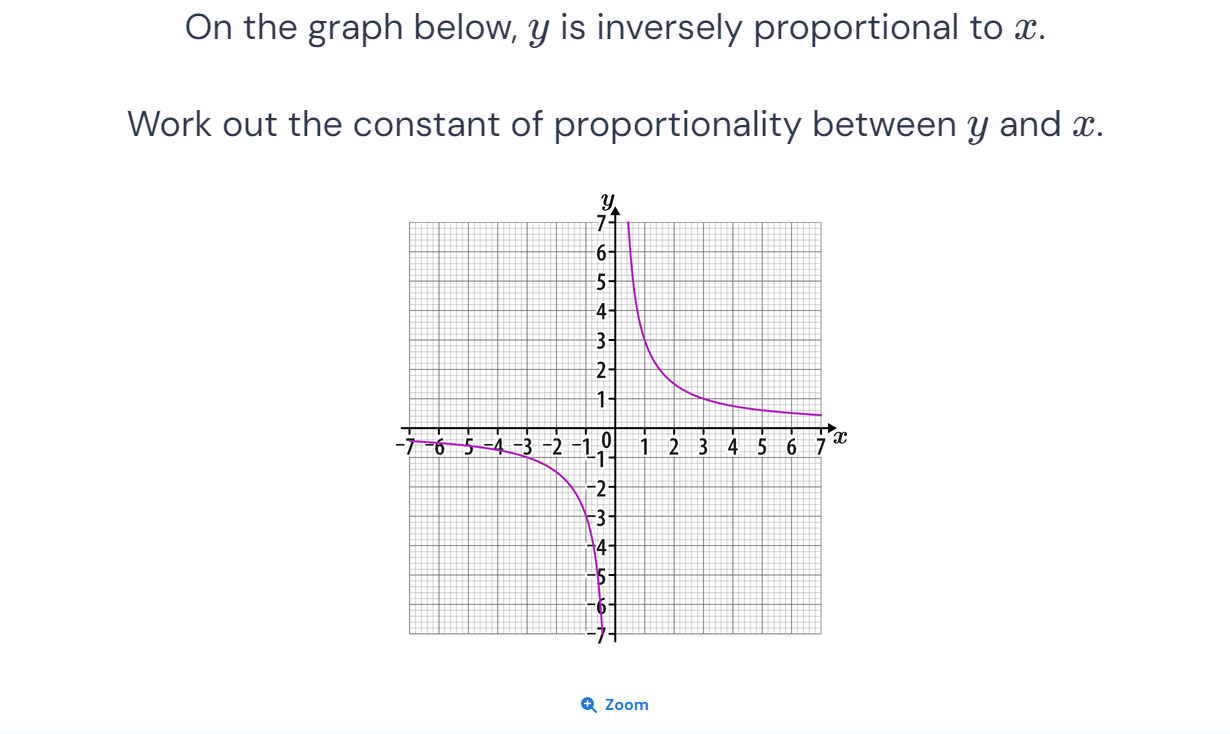 On the graph below, y is inversely proportional to x.
Work out the constant of proportionality between y and x.
y
7
6
5
4
3
2
1
−7 −6 −5 −4 −3 −2 −1 0 1 2 3 4 5 6 7 x
−1
−2
−3
−4
−5
−6
−7
Zoom